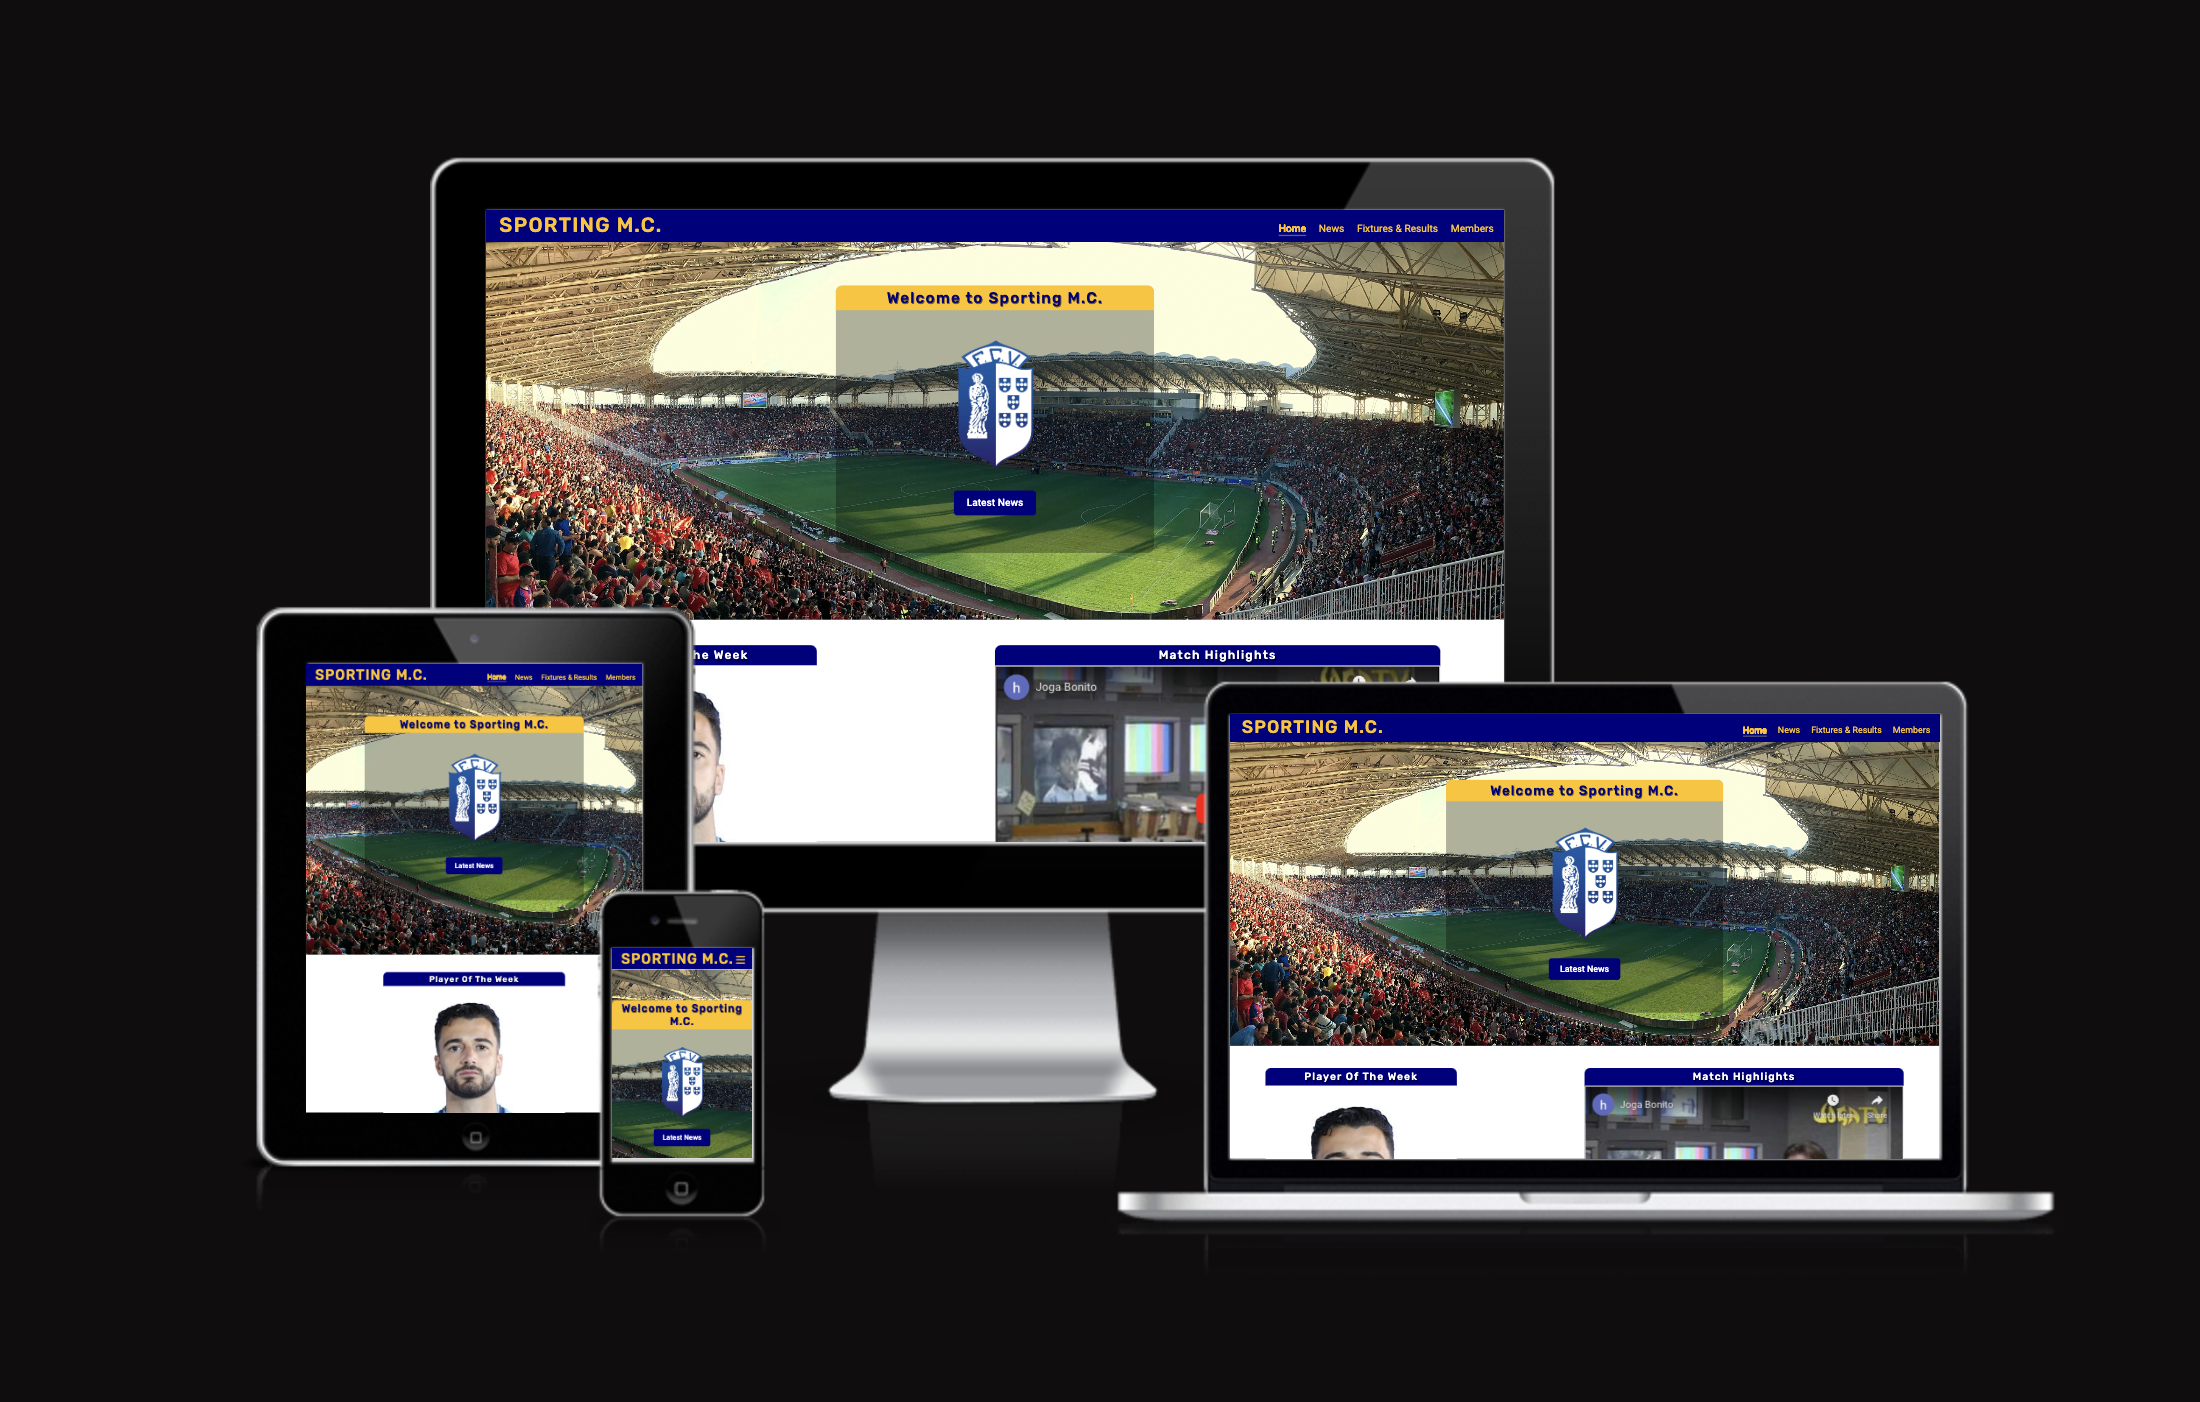 SPORTING M.C.
Home News Fixtures & Results Members
Welcome to Sporting M.C.
F.C.V.
Latest News
he Week
Match Highlights
h Joga Bonito
SPORTING M.C.
Home News Fixtures & Results Members
Welcome to Sporting M.C.
F.C.V.
Latest News
Player Of The Week
SPORTING M.C.
Welcome to Sporting
M.C.
F.C.V.
Latest News
SPORTING M.C.
Home News Fixtures & Results Members
Welcome to Sporting M.C.
F.C.V.
Latest News
Player Of The Week
Match Highlights
h Joga Bonito
Watch later Share